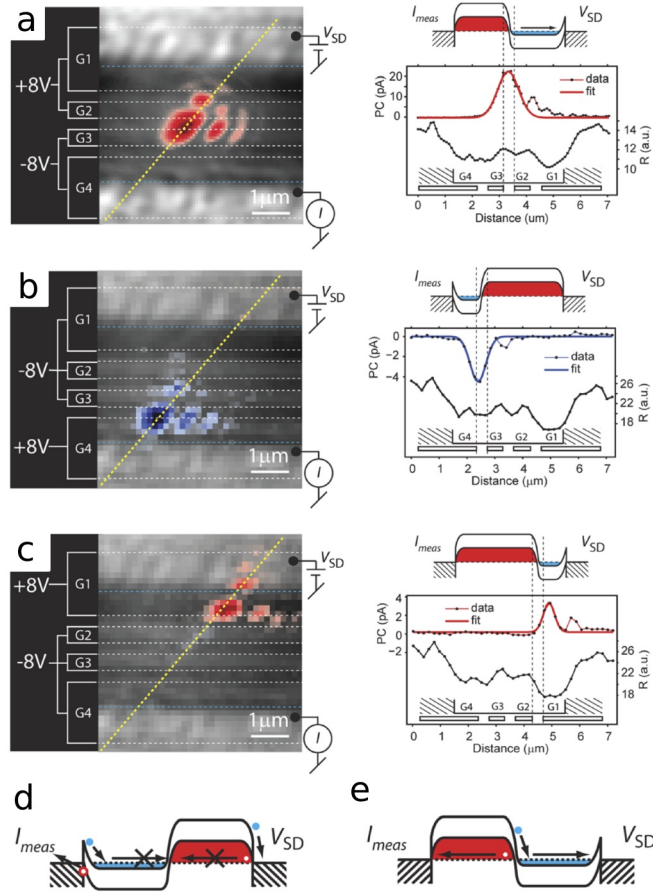 a
+8V
-8V
G1
G2
G3
G4
V_SD
1μm
I
I_meas
V_SD
PC (pA)
20
10
0
data
fit
14
12
10
R (a.u.)
G4 G3 G2 G1
0 1 2 3 4 5 6 7
Distance (um)
b
-8V
+8V
G1
G2
G3
G4
V_SD
1μm
I
I_meas
V_SD
PC (pA)
0
−2
−4
data
fit
26
22
18
R (a.u.)
G4 G3 G2 G1
0 1 2 3 4 5 6 7
Distance (μm)
c
+8V
-8V
G1
G2
G3
G4
V_SD
1μm
I
I_meas
V_SD
PC (pA)
4
2
0
−2
data
fit
26
22
18
R (a.u.)
G4 G3 G2 G1
0 1 2 3 4 5 6 7
Distance (μm)
d
I_meas
V_SD
e
I_meas
V_SD